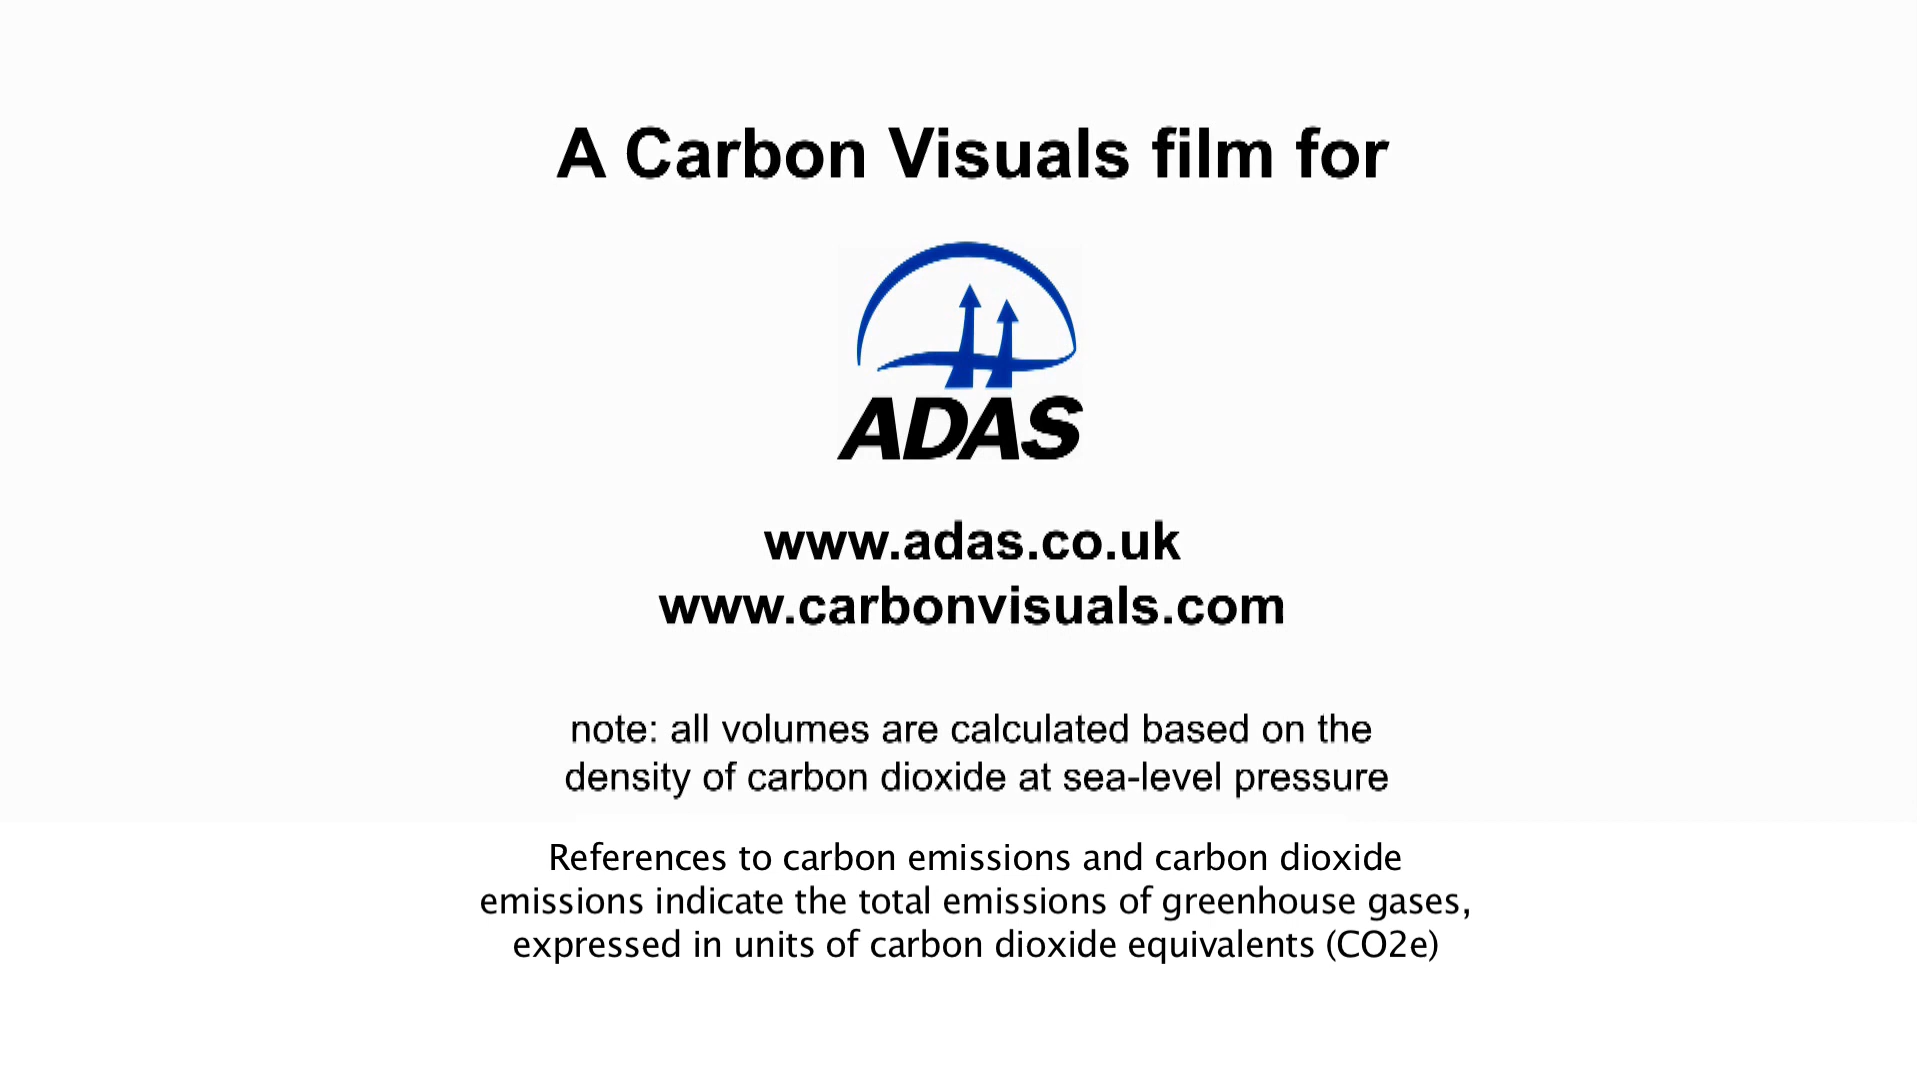 A Carbon Visuals film for
ADAS
www.adas.co.uk
www.carbonvisuals.com
note: all volumes are calculated based on the
density of carbon dioxide at sea-level pressure
References to carbon emissions and carbon dioxide
emissions indicate the total emissions of greenhouse gases,
expressed in units of carbon dioxide equivalents (CO2e)